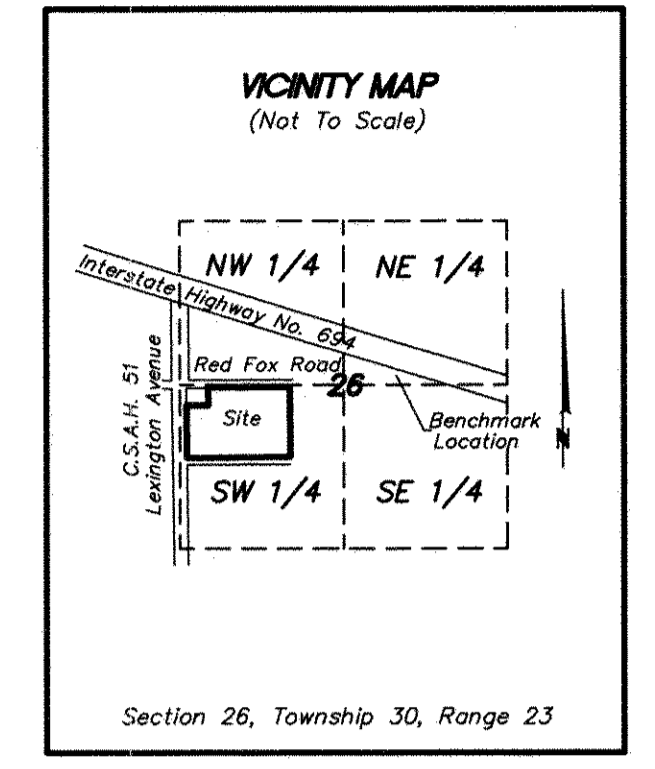 VICINITY MAP
(Not To Scale)
NW 1/4
NE 1/4
Interstate Highway No. 694
Red Fox Road
26
C.S.A.H. 51
Lexington Avenue
Site
Benchmark
Location
N
SW 1/4
SE 1/4
Section 26, Township 30, Range 23